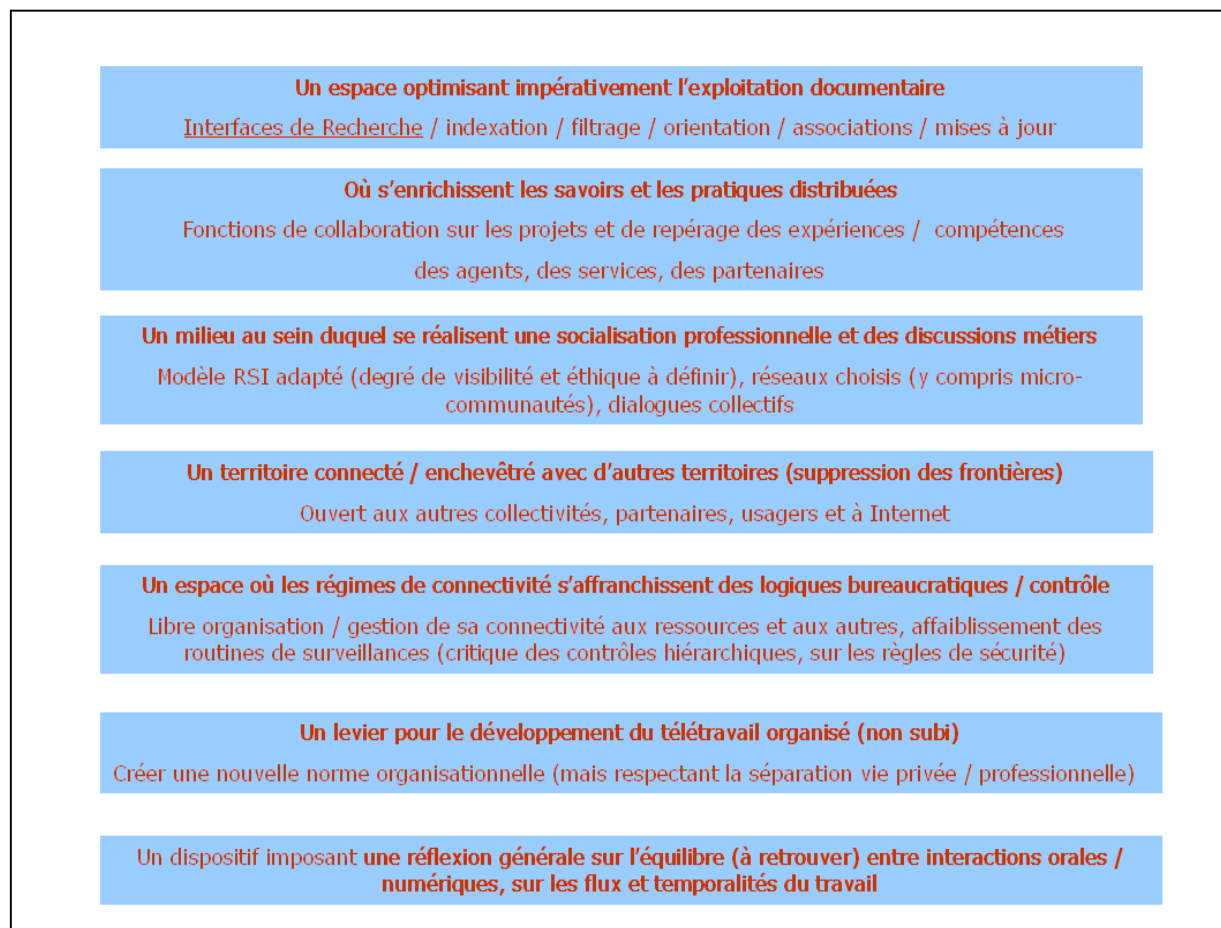 Un espace optimisant impérativement l'exploitation documentaire
Interfaces de Recherche / indexation / filtrage / orientation / associations / mises à jour
Où s'enrichissent les savoirs et les pratiques distribuées
Fonctions de collaboration sur les projets et de repérage des expériences / compétences
des agents, des services, des partenaires
Un milieu au sein duquel se réalisent une socialisation professionnelle et des discussions métiers
Modèle RSI adapté (degré de visibilité et éthique à définir), réseaux choisis (y compris micro-
communautés), dialogues collectifs
Un territoire connecté / enchevêtré avec d'autres territoires (suppression des frontières)
Ouvert aux autres collectivités, partenaires, usagers et à Internet
Un espace où les régimes de connectivité s'affranchissent des logiques bureaucratiques / contrôle
Libre organisation / gestion de sa connectivité aux ressources et aux autres, affaiblissement des
routines de surveillances (critique des contrôles hiérarchiques, sur les règles de sécurité)
Un levier pour le développement du télétravail organisé (non subi)
Créer une nouvelle norme organisationnelle (mais respectant la séparation vie privée / professionnelle)
Un dispositif imposant une réflexion générale sur l'équilibre (à retrouver) entre interactions orales /
numériques, sur les flux et temporalités du travail